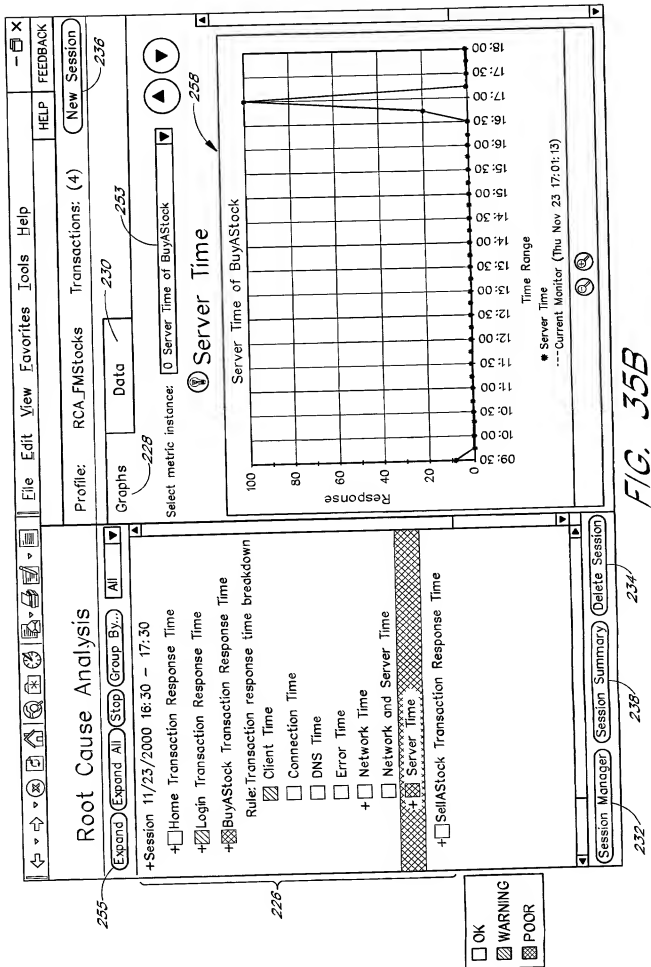 File Edit View Favorites Tools Help
HELP FEEDBACK
Root Cause Analysis
Profile: RCA_FMStocks Transactions: (4) New Session
236
Expand Expand All Stop Group By... All
255
Graphs Data
228
230
253
+Session 11/23/2000 16:30 - 17:30
+ Home Transaction Response Time
+ Login Transaction Response Time
+ BuyAStock Transaction Response Time
Rule: Transaction response time breakdown
Client Time
Connection Time
DNS Time
Error Time
+ Network Time
Network and Server Time
+ Server Time
+ SellAStock Transaction Response Time
226
Select metric instance: 0 Server Time of BuyAStock
Server Time
258
Server Time of BuyAStock
Response
100
80
60
40
20
0
09:30 10:00 10:30 11:00 11:30 12:00 12:30 13:00 13:30 14:00 14:30 15:00 15:30 16:00 16:30 17:00 17:30 18:00
Time Range
Server Time
---Current Monitor (Thu Nov 23 17:01:13)
Session Manager Session Summary Delete Session
232
238
234
OK
WARNING
POOR
FIG. 35B